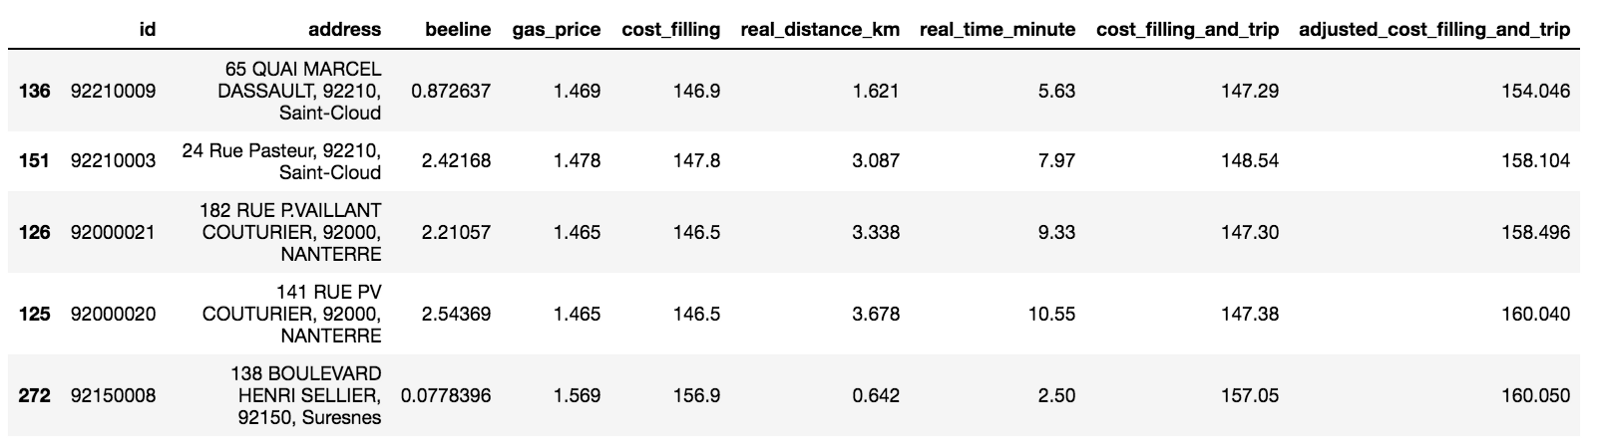 id address beeline gas_price cost_filling real_distance_km real_time_minute cost_filling_and_trip adjusted_cost_filling_and_trip
65 QUAI MARCEL
136 92210009 DASSAULT, 92210, 0.872637 1.469 146.9 1.621 5.63 147.29 154.046
Saint-Cloud
24 Rue Pasteur, 92210,
151 92210003 2.42168 1.478 147.8 3.087 7.97 148.54 158.104
Saint-Cloud
182 RUE P.VAILLANT
126 92000021 COUTURIER, 92000, 2.21057 1.465 146.5 3.338 9.33 147.30 158.496
NANTERRE
141 RUE PV
125 92000020 COUTURIER, 92000, 2.54369 1.465 146.5 3.678 10.55 147.38 160.040
NANTERRE
138 BOULEVARD
272 92150008 HENRI SELLIER, 0.0778396 1.569 156.9 0.642 2.50 157.05 160.050
92150, Suresnes